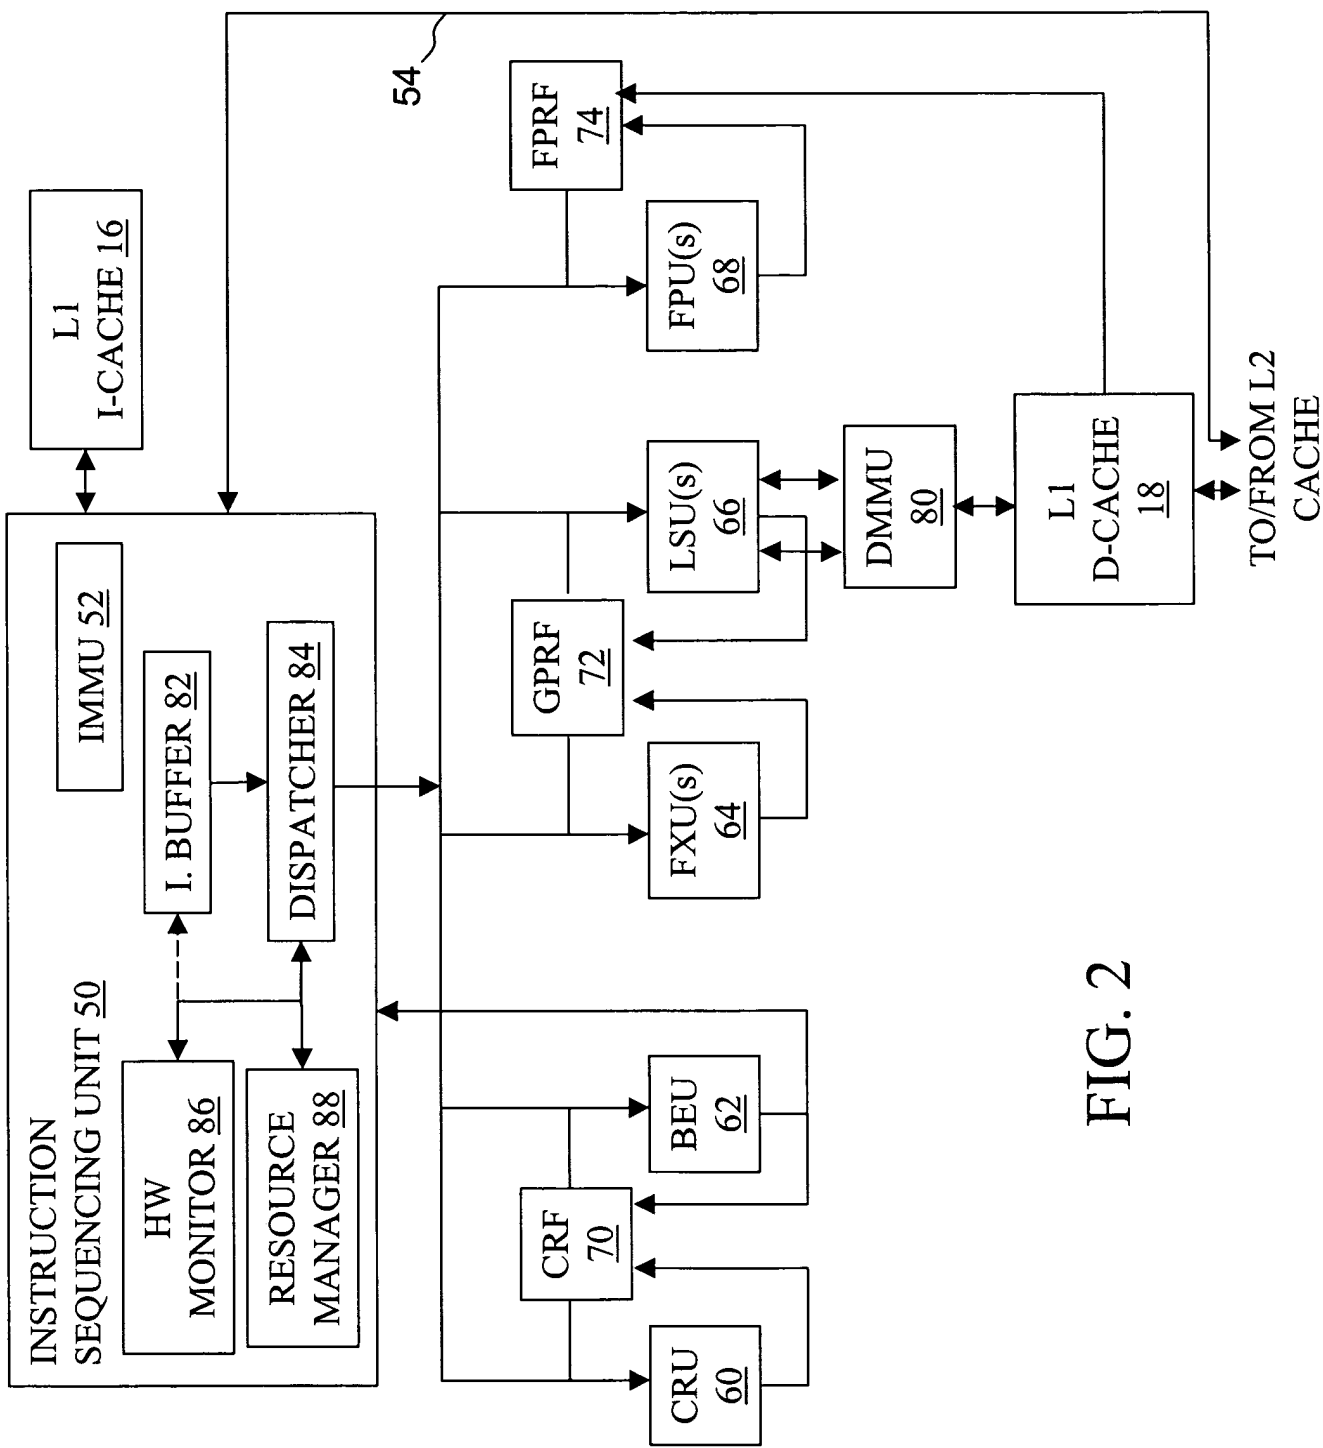 INSTRUCTION
SEQUENCING UNIT 50
IMMU 52
L1
I-CACHE 16
HW
MONITOR 86
I. BUFFER 82
RESOURCE
MANAGER 88
DISPATCHER 84
54
CRF
70
GPRF
72
FPRF
74
CRU
60
BEU
62
FXU(s)
64
LSU(s)
66
FPU(s)
68
DMMU
80
L1
D-CACHE
18
TO/FROM L2
CACHE
FIG. 2